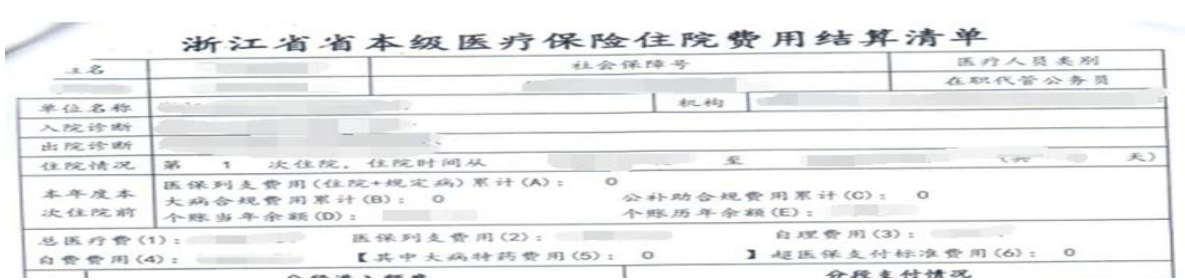 浙江省省本级医疗保险住院费用结算清单
姓名 社会保障号 医疗人员类别
在职代管公务员
单位名称 机构
入院诊断
出院诊断
住院情况 第 1 次住院，住院时间从 至 (共 天)
本年度本次住院前
医保列支费用(住院+规定病)累计(A): 0
大病合规费用累计(B): 0 公补助合规费用累计(C): 0
个账当年余额(D): 个账历年余额(E):
总医疗费(1): 医保列支费用(2): 自理费用(3):
自费费用(4): 【其中大病特药费用(5): 0 】超医保支付标准费用(6): 0
分段支付情况